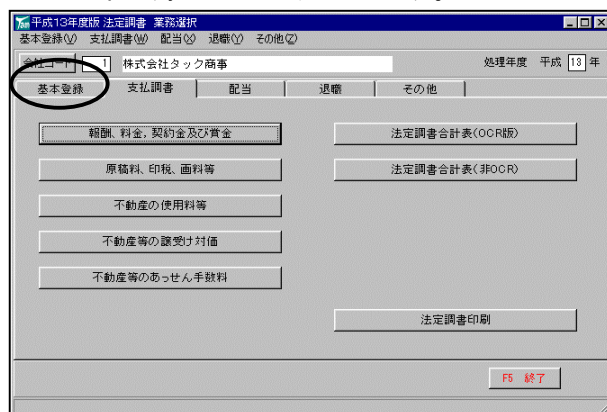 平成13年度版 法定調書 業務選択
基本登録(V) 支払調書(W) 配当(X) 退職(Y) その他(Z)
会社コード 1 株式会社タック商事 処理年度 平成 13 年
基本登録 支払調書 配当 退職 その他
報酬、料金,契約金及び賞金 法定調書合計表(OCR版)
原稿料、印税、画料等 法定調書合計表(非OCR)
不動産の使用料等
不動産等の譲受け対価
不動産等のあっせん手数料
法定調書印刷
F5 終了